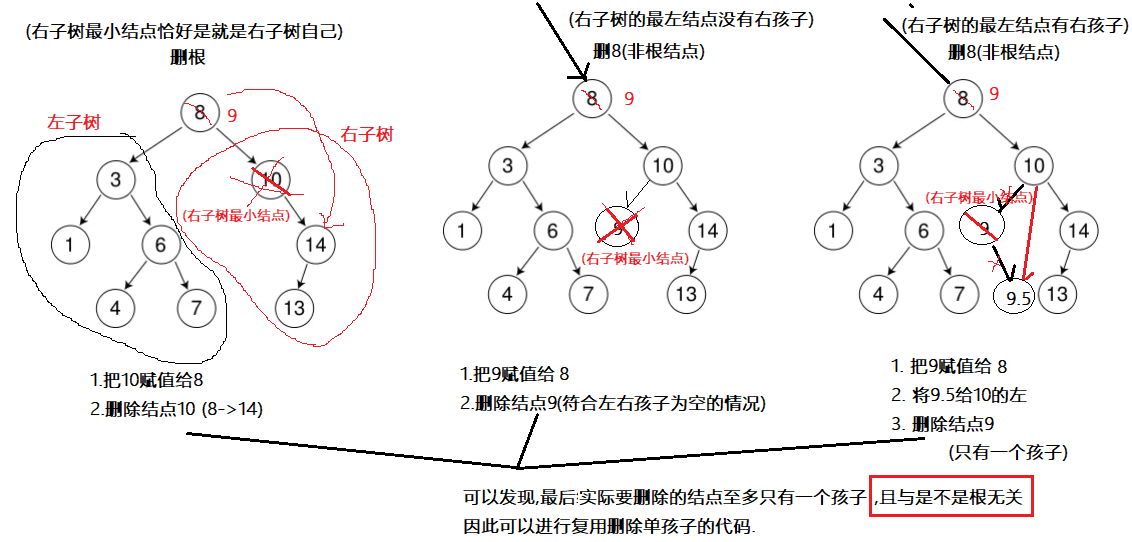 (右子树最小结点恰好是就是右子树自己)
删根
左子树
右子树
8
9
3
10
(右子树最小结点)
1
6
14
4
7
13
1.把10赋值给8
2.删除结点10 (8->14)
(右子树的最左结点没有右孩子)
删8(非根结点)
8
9
3
10
1
6
9
14
(右子树最小结点)
4
7
13
1.把9赋值给 8
2.删除结点9(符合左右孩子为空的情况)
(右子树的最左结点有右孩子)
删8(非根结点)
8
9
3
10
(右子树最小结点)
1
6
9
14
4
7
9.5
13
1. 把9赋值给 8
2. 将9.5给10的左
3. 删除结点9
(只有一个孩子)
可以发现,最后实际要删除的结点至多只有一个孩子,且与是不是根无关
因此可以进行复用删除单孩子的代码.